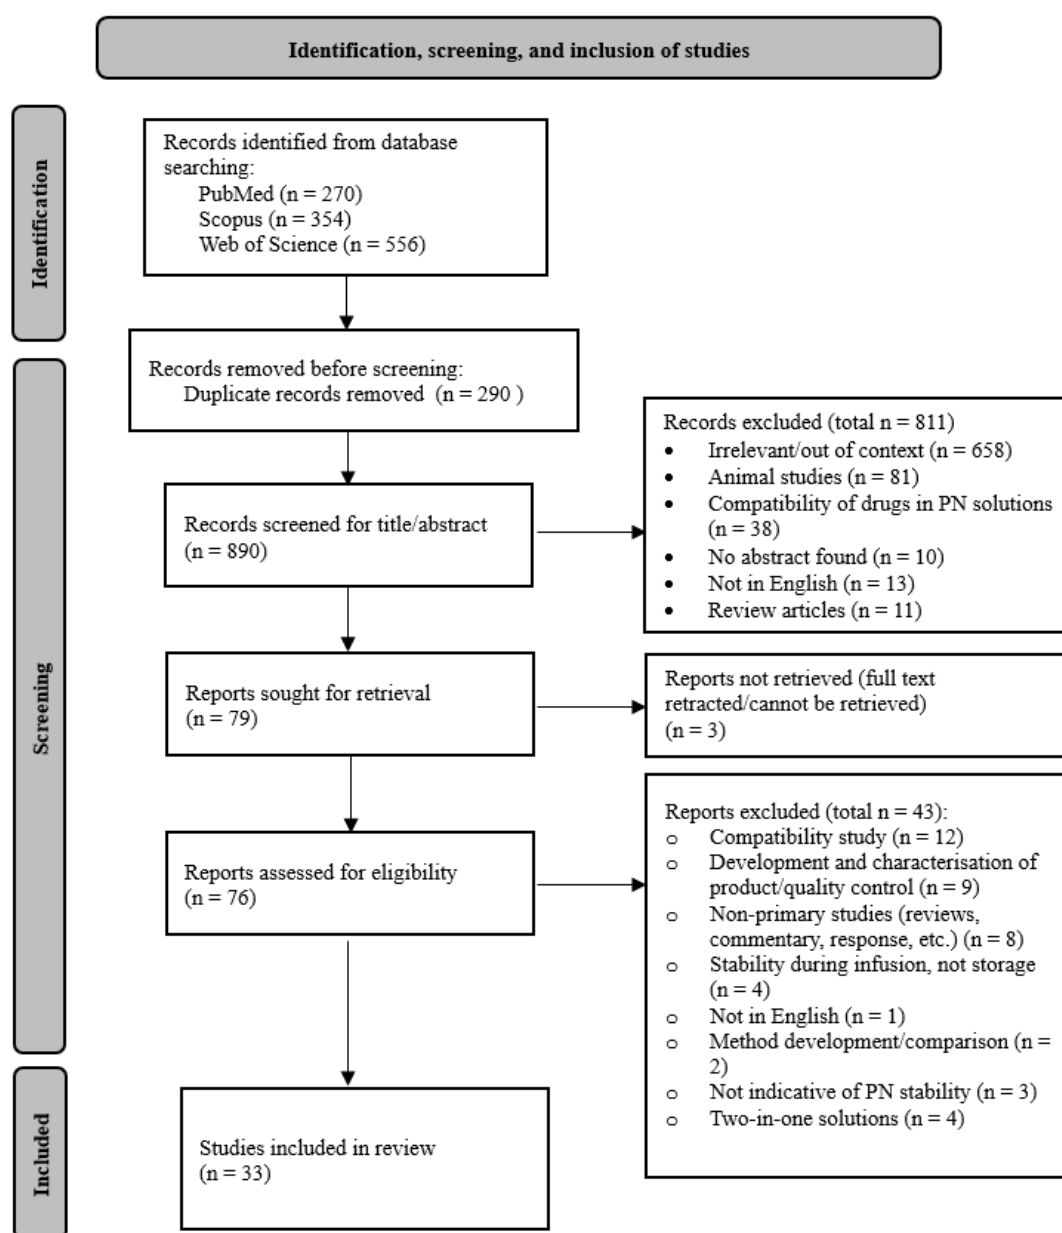 Identification, screening, and inclusion of studies
Identification
Records identified from database
searching:
PubMed (n = 270)
Scopus (n = 354)
Web of Science (n = 556)
Records removed before screening:
Duplicate records removed (n = 290 )
Screening
Records screened for title/abstract
(n = 890)
Records excluded (total n = 811)
• Irrelevant/out of context (n = 658)
• Animal studies (n = 81)
• Compatibility of drugs in PN solutions
(n = 38)
• No abstract found (n = 10)
• Not in English (n = 13)
• Review articles (n = 11)
Reports sought for retrieval
(n = 79)
Reports not retrieved (full text
retracted/cannot be retrieved)
(n = 3)
Reports assessed for eligibility
(n = 76)
Reports excluded (total n = 43):
o Compatibility study (n = 12)
o Development and characterisation of
product/quality control (n = 9)
o Non-primary studies (reviews,
commentary, response, etc.) (n = 8)
o Stability during infusion, not storage
(n = 4)
o Not in English (n = 1)
o Method development/comparison (n =
2)
o Not indicative of PN stability (n = 3)
o Two-in-one solutions (n = 4)
Included
Studies included in review
(n = 33)